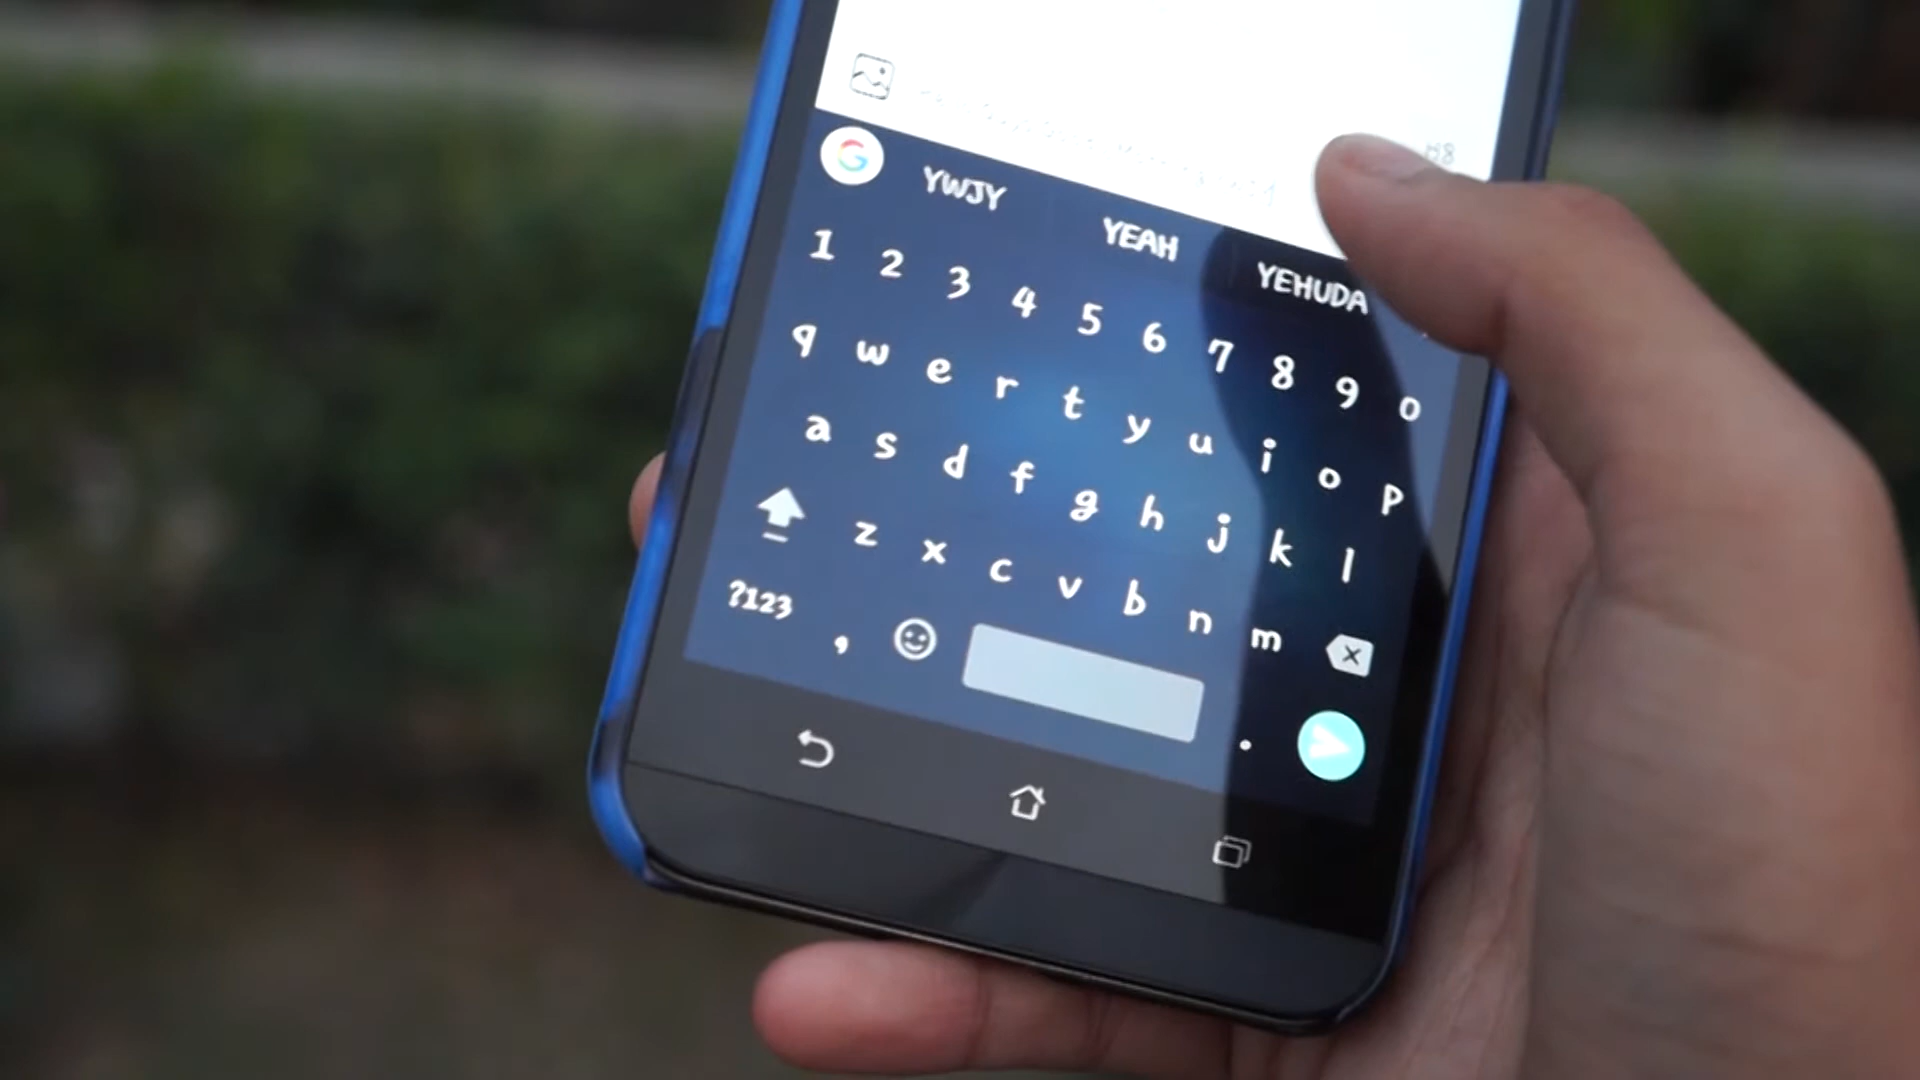 G
YWJY YEAH YEHUDA
1 2 3 4 5 6 7 8 9 0
q w e r t y u i o p
a s d f g h j k l
z x c v b n m
?123 , .